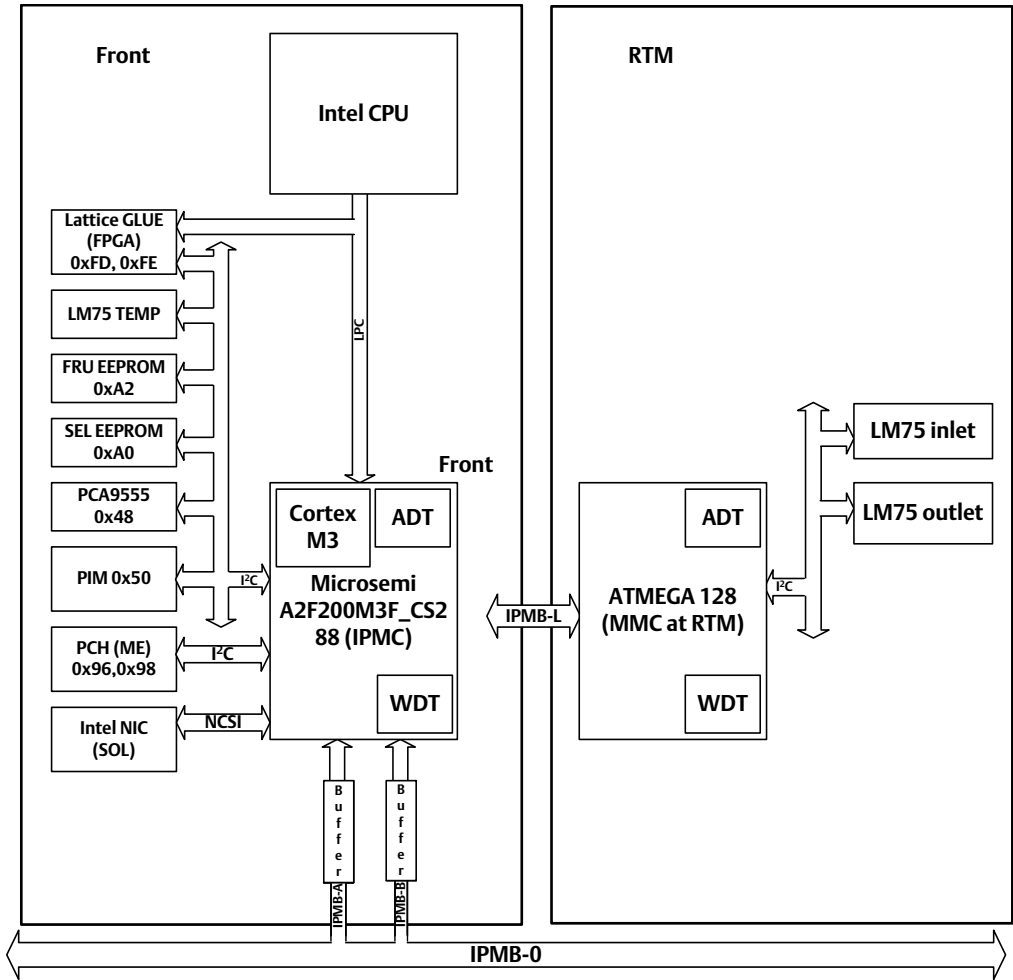 Front
RTM
Intel CPU
Lattice GLUE
(FPGA)
0xFD, 0xFE
LM75 TEMP
LPC
FRU EEPROM
0xA2
SEL EEPROM
0xA0
LM75 inlet
Front
PCA9555
0x48
Cortex
M3
ADT
ADT
LM75 outlet
PIM 0x50
I²C
Microsemi
A2F200M3F_CS2
88 (IPMC)
IPMB-L
ATMEGA 128
(MMC at RTM)
I²C
PCH (ME)
0x96,0x98
I²C
WDT
WDT
Intel NIC
(SOL)
NCSI
Buffer
Buffer
IPMB-A
IPMB-B
IPMB-0